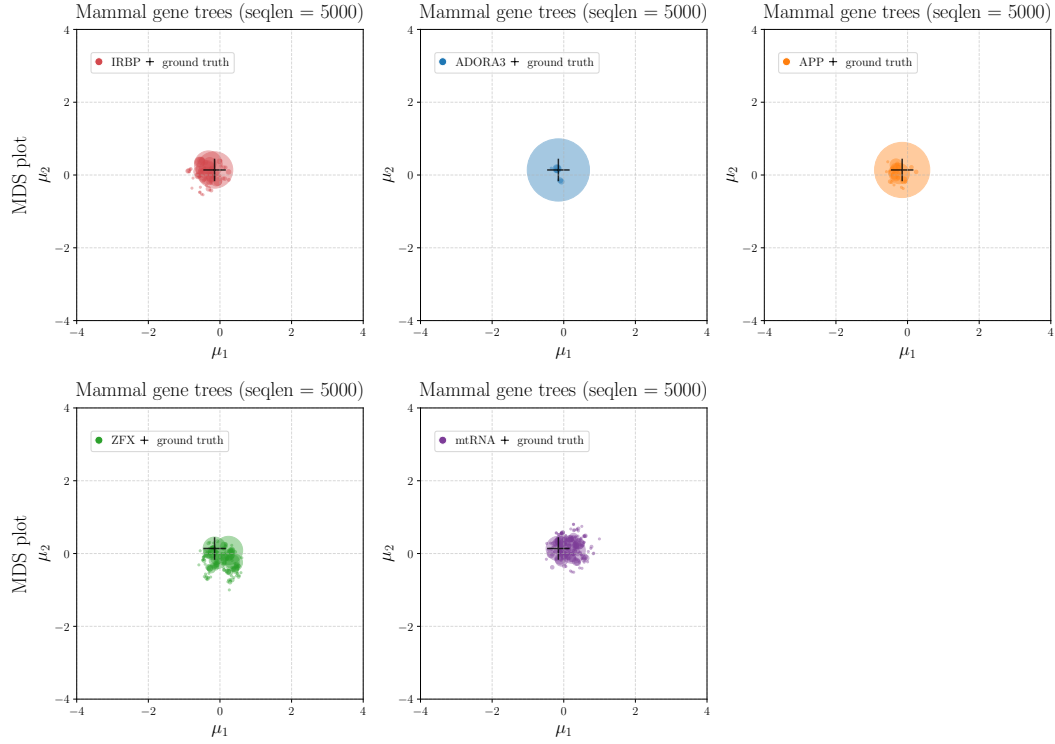 Mammal gene trees (seqlen = 5000)
IRBP + ground truth
MDS plot
μ₂
4
2
0
−2
−4
−4 −2 0 2 4
μ₁
Mammal gene trees (seqlen = 5000)
ADORA3 + ground truth
μ₂
4
2
0
−2
−4
−4 −2 0 2 4
μ₁
Mammal gene trees (seqlen = 5000)
APP + ground truth
μ₂
4
2
0
−2
−4
−4 −2 0 2 4
μ₁
Mammal gene trees (seqlen = 5000)
ZFX + ground truth
MDS plot
μ₂
4
2
0
−2
−4
−4 −2 0 2 4
μ₁
Mammal gene trees (seqlen = 5000)
mtRNA + ground truth
μ₂
4
2
0
−2
−4
−4 −2 0 2 4
μ₁